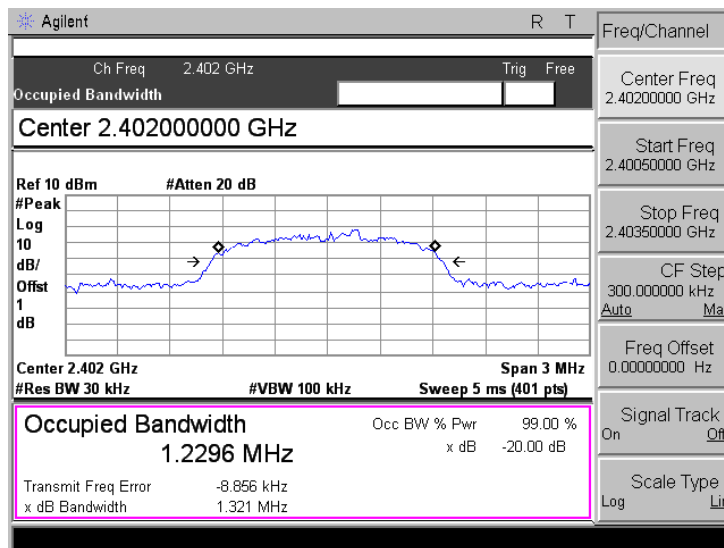 Agilent R T
Ch Freq 2.402 GHz Trig Free
Occupied Bandwidth
Center 2.402000000 GHz
Ref 10 dBm #Atten 20 dB
#Peak
Log
10
dB/
Offst
1
dB
Center 2.402 GHz Span 3 MHz
#Res BW 30 kHz #VBW 100 kHz Sweep 5 ms (401 pts)
Occupied Bandwidth Occ BW % Pwr 99.00 %
1.2296 MHz x dB -20.00 dB
Transmit Freq Error -8.856 kHz
x dB Bandwidth 1.321 MHz
Freq/Channel
Center Freq
2.40200000 GHz
Start Freq
2.40050000 GHz
Stop Freq
2.40350000 GHz
CF Step
300.000000 kHz
Auto Ma
Freq Offset
0.00000000 Hz
Signal Track
On Off
Scale Type
Log Lin